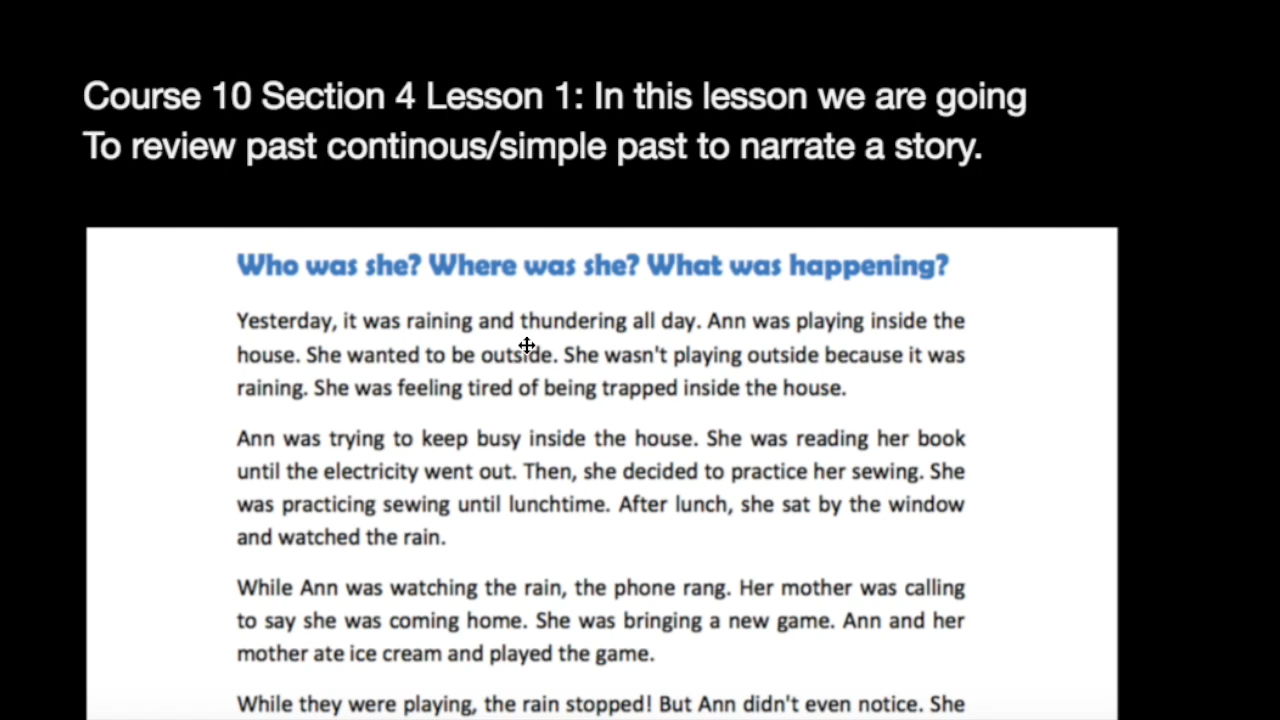 Course 10 Section 4 Lesson 1: In this lesson we are going
To review past continous/simple past to narrate a story.
Who was she? Where was she? What was happening?
Yesterday, it was raining and thundering all day. Ann was playing inside the
house. She wanted to be outside. She wasn't playing outside because it was
raining. She was feeling tired of being trapped inside the house.
Ann was trying to keep busy inside the house. She was reading her book
until the electricity went out. Then, she decided to practice her sewing. She
was practicing sewing until lunchtime. After lunch, she sat by the window
and watched the rain.
While Ann was watching the rain, the phone rang. Her mother was calling
to say she was coming home. She was bringing a new game. Ann and her
mother ate ice cream and played the game.
While they were playing, the rain stopped! But Ann didn't even notice. She